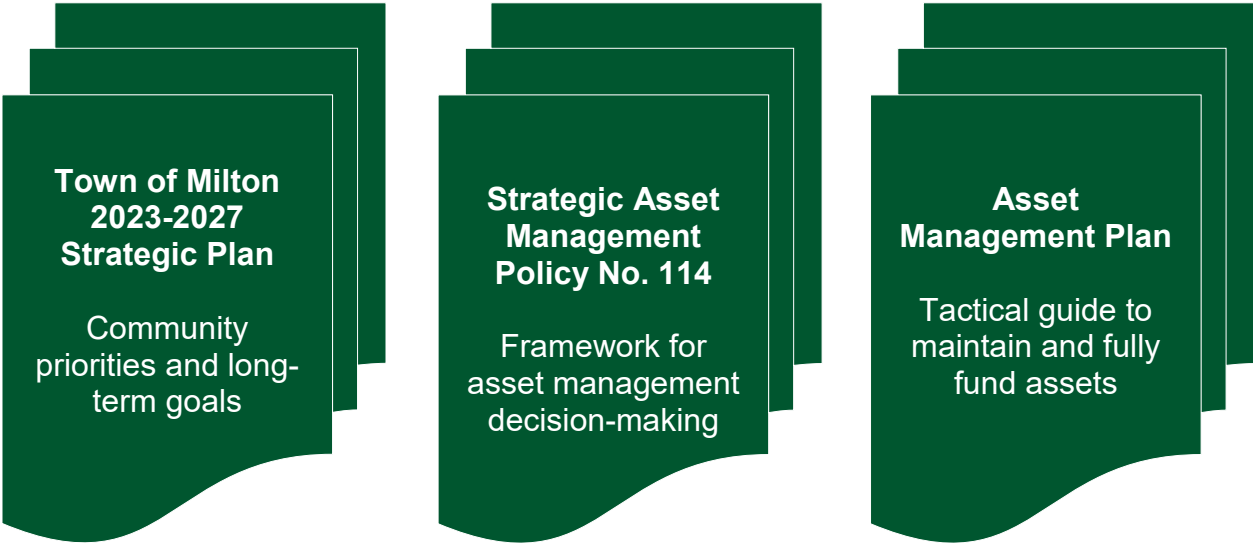 Town of Milton
2023-2027
Strategic Plan
Community
priorities and long-
term goals
Strategic Asset
Management
Policy No. 114
Framework for
asset management
decision-making
Asset
Management Plan
Tactical guide to
maintain and fully
fund assets